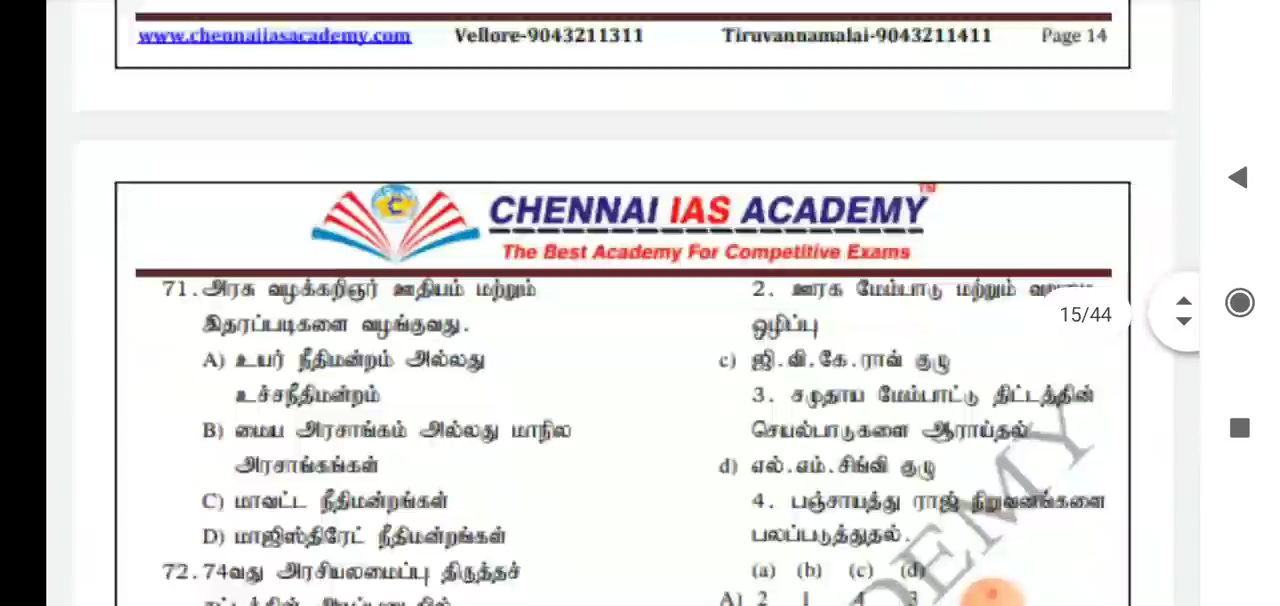 www.chennaiiasacademy.com Vellore-9043211311 Tiruvannamalai-9043211411 Page 14
CHENNAI IAS ACADEMY TM
The Best Academy For Competitive Exams
71.அரசு வழக்கறிஞர் ஊதியம் மற்றும்
இதரப்படிகளை வழங்குவது.
A) உயர் நீதிமன்றம் அல்லது
உச்சநீதிமன்றம்
B) மைய அரசாங்கம் அல்லது மாநில
அரசாங்கங்கள்
C) மாவட்ட நீதிமன்றங்கள்
D) மாஜிஸ்திரேட் நீதிமன்றங்கள்
72.74வது அரசியலமைப்பு திருத்தச்
2. ஊரக மேம்பாடு மற்றும்
ஒழிப்பு
c) ஜி.வி.கே.ராவ் குழு
3. சமுதாய மேம்பாட்டு திட்டத்தின்
செயல்பாடுகளை ஆராய்தல்
d) எல்.எம்.சிங்வி குழு
4. பஞ்சாயத்து ராஜ் நிறுவனங்களை
பலப்படுத்துதல்.
(a) (b) (c) (d)
A) 2 1 4 3
15/44
DEMY